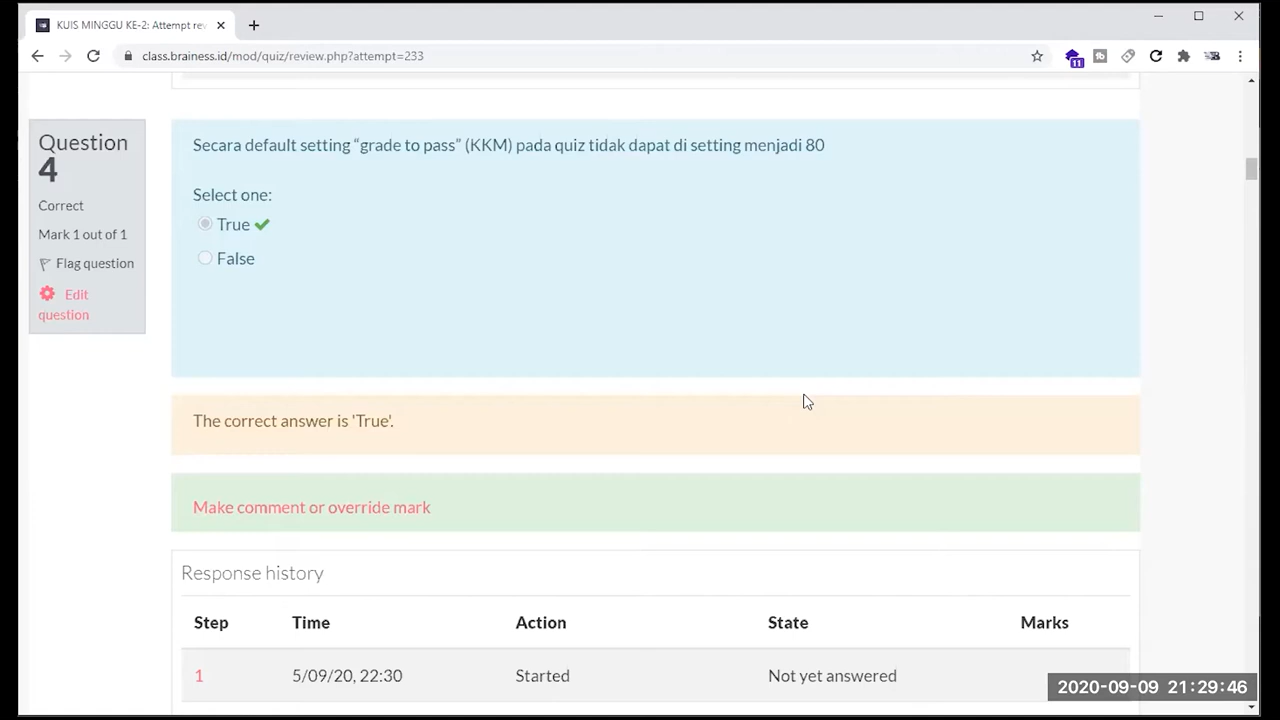 KUIS MINGGU KE-2: Attempt rev
class.brainess.id/mod/quiz/review.php?attempt=233
11
Question
4
Correct
Mark 1 out of 1
Flag question
Edit
question
Secara default setting “grade to pass” (KKM) pada quiz tidak dapat di setting menjadi 80
Select one:
True
False
The correct answer is 'True'.
Make comment or override mark
Response history
Step Time Action State Marks
1 5/09/20, 22:30 Started Not yet answered
2020-09-09 21:29:46